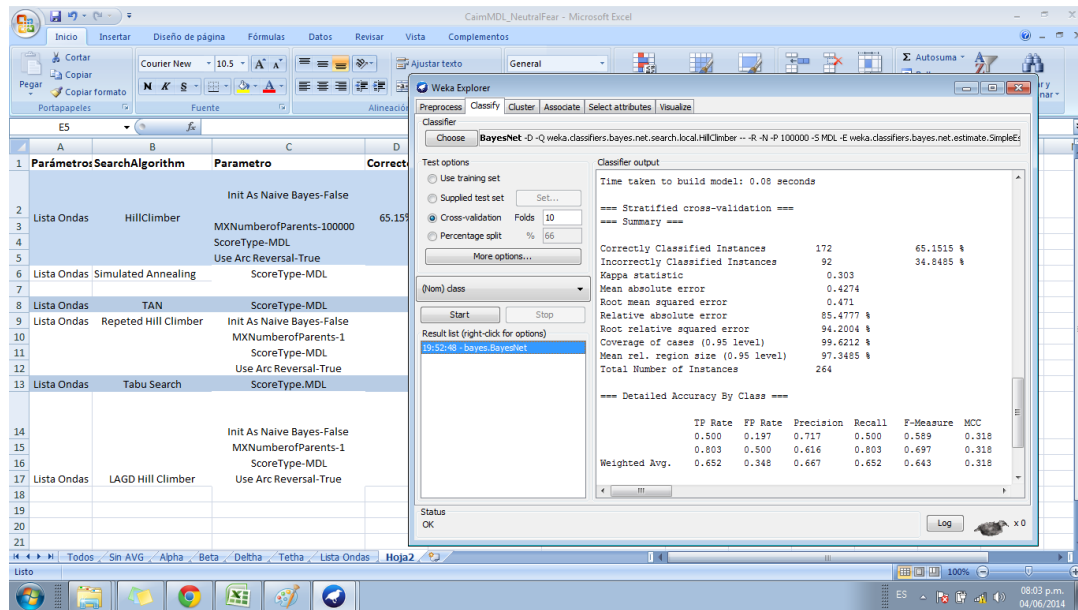 CaimMDL_NeutralFear - Microsoft Excel
Inicio Insertar Diseño de página Fórmulas Datos Revisar Vista Complementos
Cortar
Copiar
Pegar
Copiar formato
Portapapeles
Courier New 10.5
N K S
Fuente
Ajustar texto
Alineación
General
Σ Autosuma
E5 fx
A B C D
1 Parámetros SearchAlgorithm Parametro Correct
2 Init As Naive Bayes-False
3 Lista Ondas HillClimber MXNumberofParents-100000 65.15%
4 ScoreType-MDL
5 Use Arc Reversal-True
6 Lista Ondas Simulated Annealing ScoreType-MDL
7
8 Lista Ondas TAN ScoreType-MDL
9 Lista Ondas Repeted Hill Climber Init As Naive Bayes-False
10 MXNumberofParents-1
11 ScoreType-MDL
12 Use Arc Reversal-True
13 Lista Ondas Tabu Search ScoreType.MDL
14 Init As Naive Bayes-False
15 MXNumberofParents-1
16 ScoreType-MDL
17 Lista Ondas LAGD Hill Climber Use Arc Reversal-True
18
19
20
21
Todos Sin AVG Alpha Beta Deltha Tetha Lista Ondas Hoja2
Listo 100%
Weka Explorer
Preprocess Classify Cluster Associate Select attributes Visualize
Classifier
Choose BayesNet -D -Q weka.classifiers.bayes.net.search.local.HillClimber -- -R -N -P 100000 -S MDL -E weka.classifiers.bayes.net.estimate.SimpleEs
Test options
Use training set
Supplied test set Set...
Cross-validation Folds 10
Percentage split % 66
More options...
(Nom) class
Start Stop
Result list (right-click for options)
19:52:48 - bayes.BayesNet
Classifier output
Time taken to build model: 0.08 seconds
=== Stratified cross-validation ===
=== Summary ===
Correctly Classified Instances 172 65.1515 %
Incorrectly Classified Instances 92 34.8485 %
Kappa statistic 0.303
Mean absolute error 0.4274
Root mean squared error 0.471
Relative absolute error 85.4777 %
Root relative squared error 94.2004 %
Coverage of cases (0.95 level) 99.6212 %
Mean rel. region size (0.95 level) 97.3485 %
Total Number of Instances 264
=== Detailed Accuracy By Class ===
TP Rate FP Rate Precision Recall F-Measure MCC
0.500 0.197 0.717 0.500 0.589 0.318
0.803 0.500 0.616 0.803 0.697 0.318
Weighted Avg. 0.652 0.348 0.667 0.652 0.643 0.318
Status
OK
Log x 0
ES 08:03 p.m.
04/06/2014